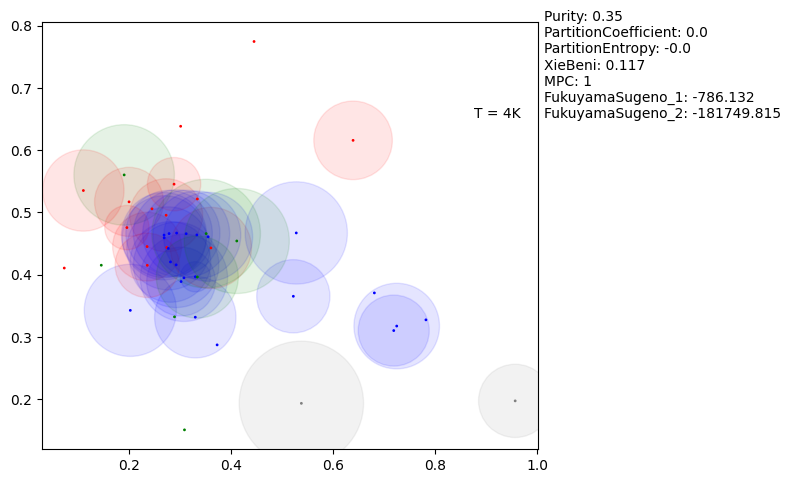 Purity: 0.35
PartitionCoefficient: 0.0
PartitionEntropy: -0.0
XieBeni: 0.117
MPC: 1
FukuyamaSugeno_1: -786.132
FukuyamaSugeno_2: -181749.815
T = 4K
0.8
0.7
0.6
0.5
0.4
0.3
0.2
0.2 0.4 0.6 0.8 1.0